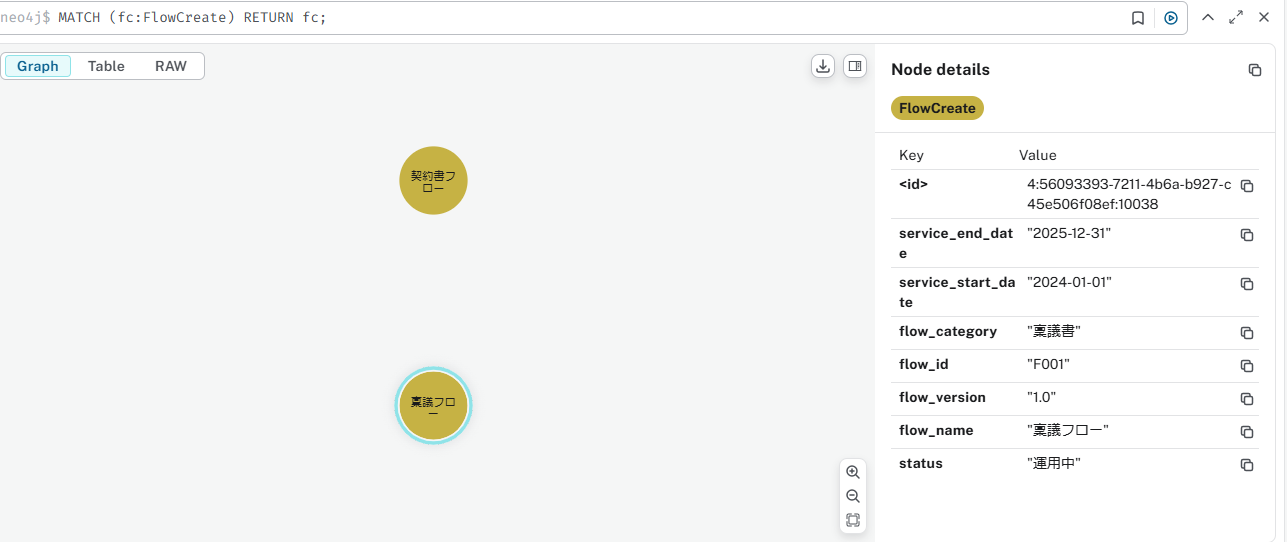 neo4j$ MATCH (fc:FlowCreate) RETURN fc;
Graph Table RAW
契約書フ
ロー
稟議フロ
ー
Node details
FlowCreate
Key Value
<id> 4:56093393-7211-4b6a-b927-c
45e506f08ef:10038
service_end_dat "2025-12-31"
e
service_start_da "2024-01-01"
te
flow_category "稟議書"
flow_id "F001"
flow_version "1.0"
flow_name "稟議フロー"
status "運用中"